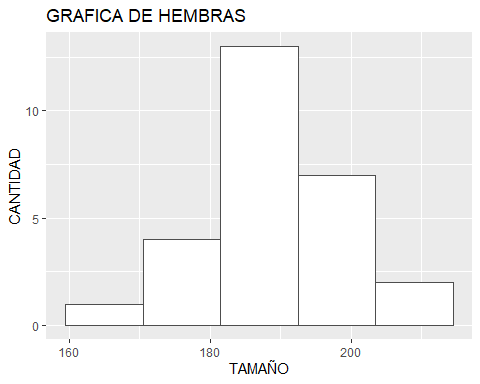 GRAFICA DE HEMBRAS
10
5
0
CANTIDAD
160 180 200
TAMAÑO